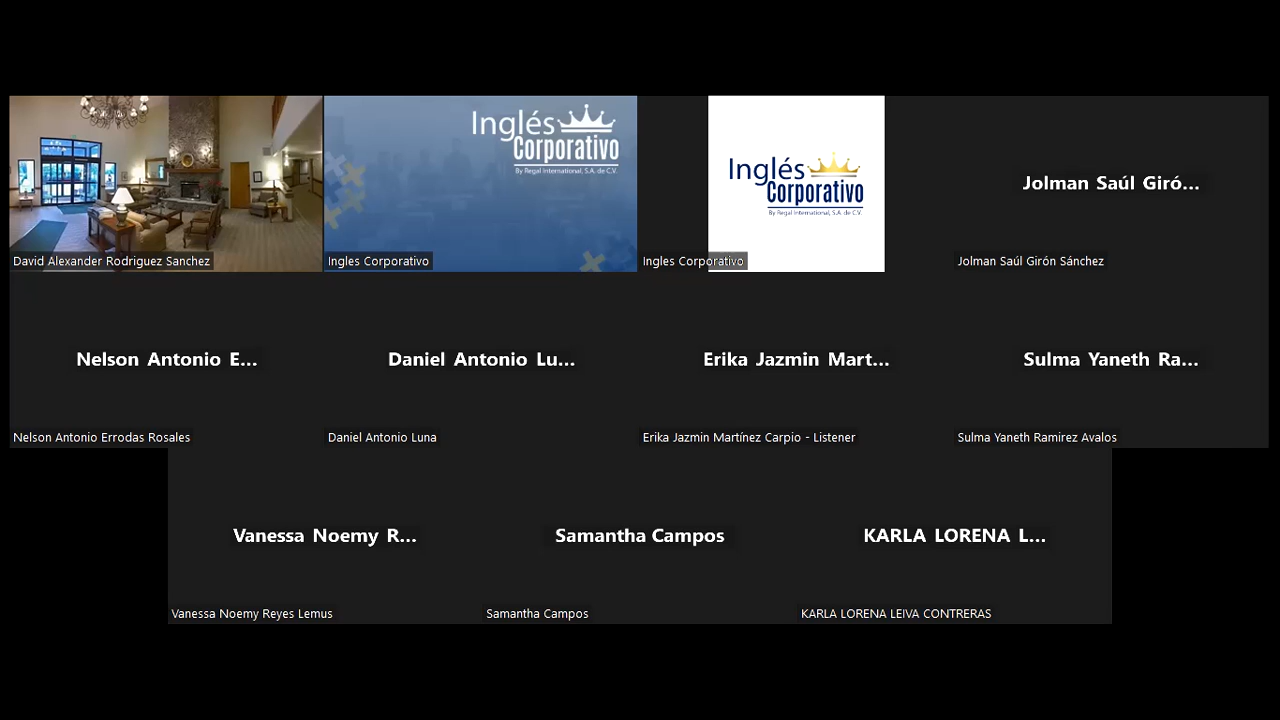 Inglés
Corporativo
By Regal International, S.A. de C.V.
David Alexander Rodriguez Sanchez
Ingles Corporativo
Inglés
Corporativo
By Regal International, S.A. de C.V.
Ingles Corporativo
Jolman Saúl Giró...
Jolman Saúl Girón Sánchez
Nelson Antonio E...
Nelson Antonio Errodas Rosales
Daniel Antonio Lu...
Daniel Antonio Luna
Erika Jazmin Mart...
Erika Jazmin Martínez Carpio - Listener
Sulma Yaneth Ra...
Sulma Yaneth Ramirez Avalos
Vanessa Noemy R...
Vanessa Noemy Reyes Lemus
Samantha Campos
Samantha Campos
KARLA LORENA L...
KARLA LORENA LEIVA CONTRERAS